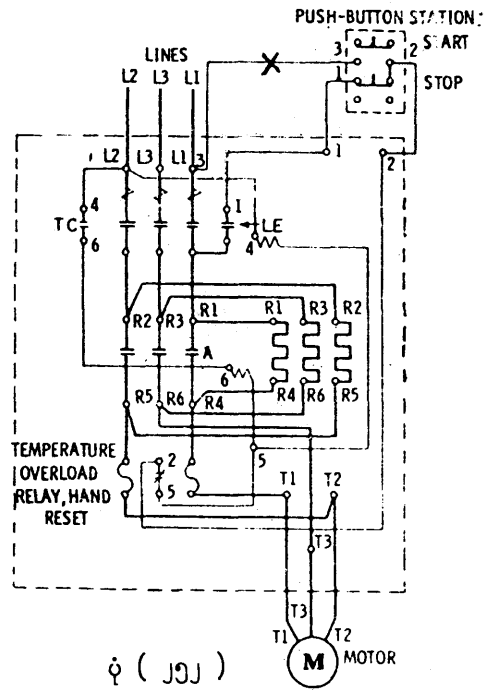 PUSH-BUTTON STATION:
START
3
2
1
STOP
LINES
L2 L3 L1
L2 L3 L1 3
1
2
4
TC
6
1
LE
4
R2 R3 R1
R1 R3 R2
A
6
R4 R6 R5
R5 R6 R4
5
TEMPERATURE
OVERLOAD
RELAY, HAND
RESET
2
5
T1 T2
T3
T3
T1 T2
M MOTOR